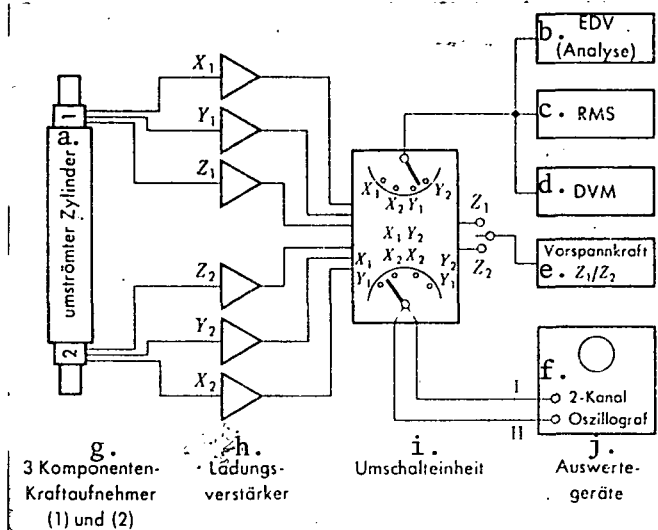 X₁
Y₁
Z₁
Z₂
Y₂
X₂
1
a.
umströmter Zylinder
2
X₁ X₂ Y₁ Y₂
X₁ Y₂
X₁ X₂ X₂ Y₂
Y₁ Y₁
Z₁
Z₂
b. EDV
(Analyse)
c. RMS
d. DVM
Vorspannkraft
e. Z₁/Z₂
f.
I
2-Kanal
II
Oszillograf
g.
3 Komponenten-
Kraftaufnehmer
(1) und (2)
h.
Ladungs-
verstärker
i.
Umschalteinheit
j.
Auswerte-
geräte